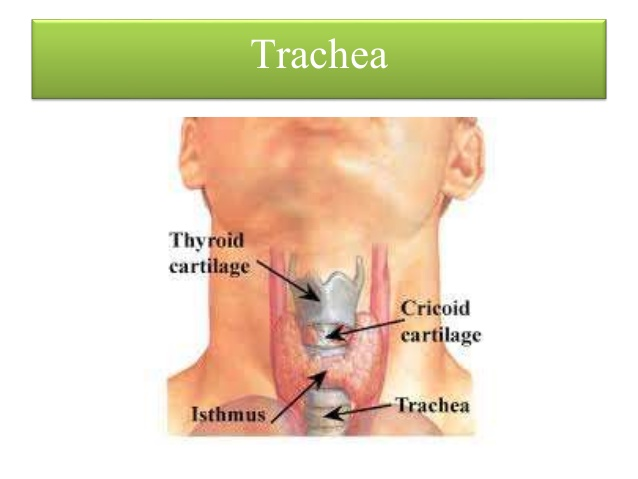 Trachea
Thyroid
cartilage
Cricoid
cartilage
Isthmus
Trachea